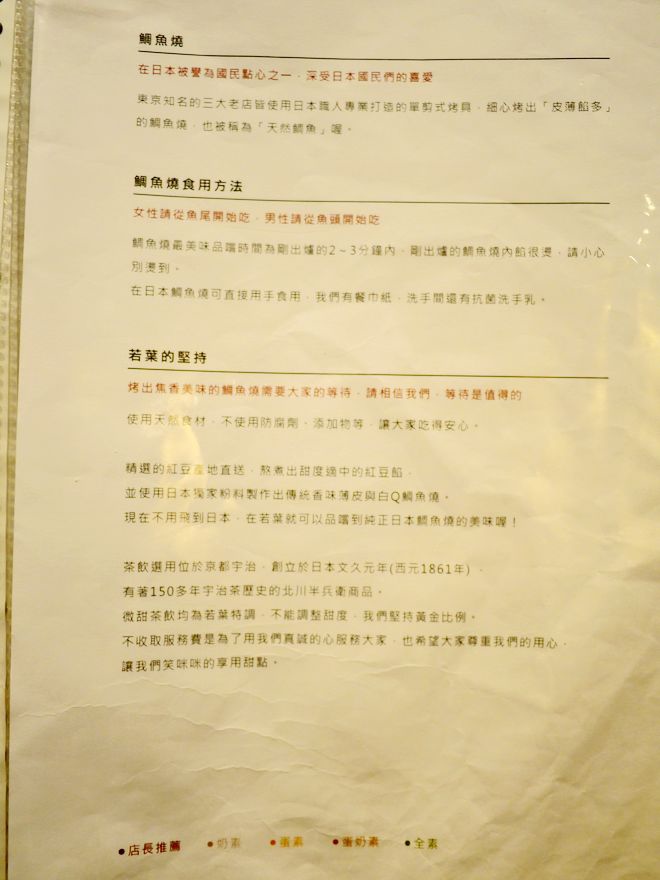 鯛魚燒
在日本被譽為國民點心之一，深受日本國民們的喜愛
東京知名的三大老店皆使用日本職人專業打造的單剪式烤具，細心烤出「皮薄餡多」
的鯛魚燒，也被稱為「天然鯛魚」喔。
鯛魚燒食用方法
女性請從魚尾開始吃，男性請從魚頭開始吃
鯛魚燒最美味品嚐時間為剛出爐的2~3分鐘內，剛出爐的鯛魚燒內餡很燙，請小心
別燙到。
在日本鯛魚燒可直接用手食用，我們有餐巾紙，洗手間還有抗菌洗手乳。
若葉的堅持
烤出焦香美味的鯛魚燒需要大家的等待，請相信我們，等待是值得的
使用天然食材，不使用防腐劑、添加物等，讓大家吃得安心。
精選的紅豆產地直送，熬煮出甜度適中的紅豆餡，
並使用日本獨家粉料製作出傳統香味薄皮與白Q鯛魚燒。
現在不用飛到日本，在若葉就可以品嚐到純正日本鯛魚燒的美味喔！
茶飲選用位於京都宇治，創立於日本文久元年(西元1861年)，
有著150多年宇治茶歷史的北川半兵衛商品。
微甜茶飲均為若葉特調，不能調整甜度，我們堅持黃金比例。
不收取服務費是為了用我們真誠的心服務大家，也希望大家尊重我們的用心，
讓我們笑咪咪的享用甜點。
●店長推薦 ●奶素 ●蛋素 ●蛋奶素 ●全素